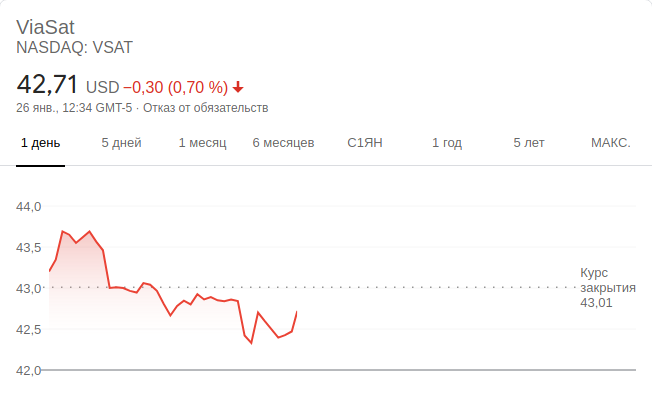 ViaSat
NASDAQ: VSAT
42,71 USD −0,30 (0,70 %)
26 янв., 12:34 GMT-5 · Отказ от обязательств
1 день 5 дней 1 месяц 6 месяцев С1ЯН 1 год 5 лет МАКС.
44,0
43,5
43,0
42,5
42,0
Курс
закрытия
43,01